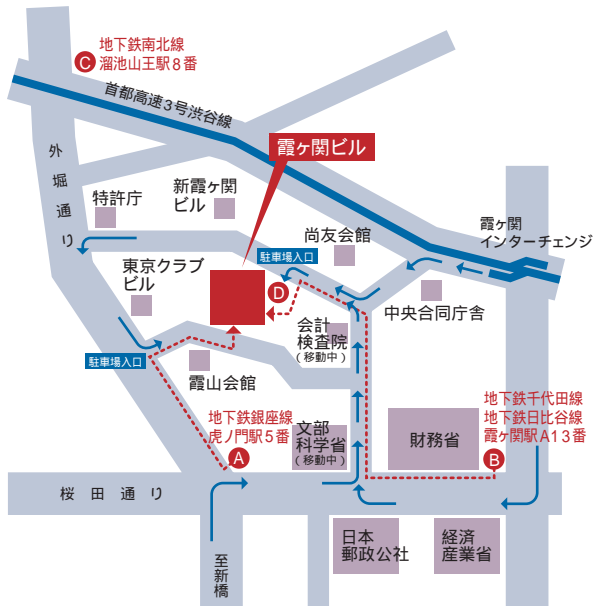 地下鉄南北線
C 溜池山王駅8番
首都高速3号渋谷線
外堀通り
霞ヶ関ビル
新霞ヶ関
ビル
特許庁
尚友会館
霞ヶ関
インターチェンジ
駐車場入口
東京クラブ
ビル
D
中央合同庁舎
会計
検査院
(移動中)
駐車場入口
霞山会館
地下鉄銀座線
虎ノ門駅5番
A
文部
科学省
(移動中)
財務省
地下鉄千代田線
地下鉄日比谷線
霞ヶ関駅A13番
B
桜田通り
日本
郵政公社
経済
産業省
至新橋